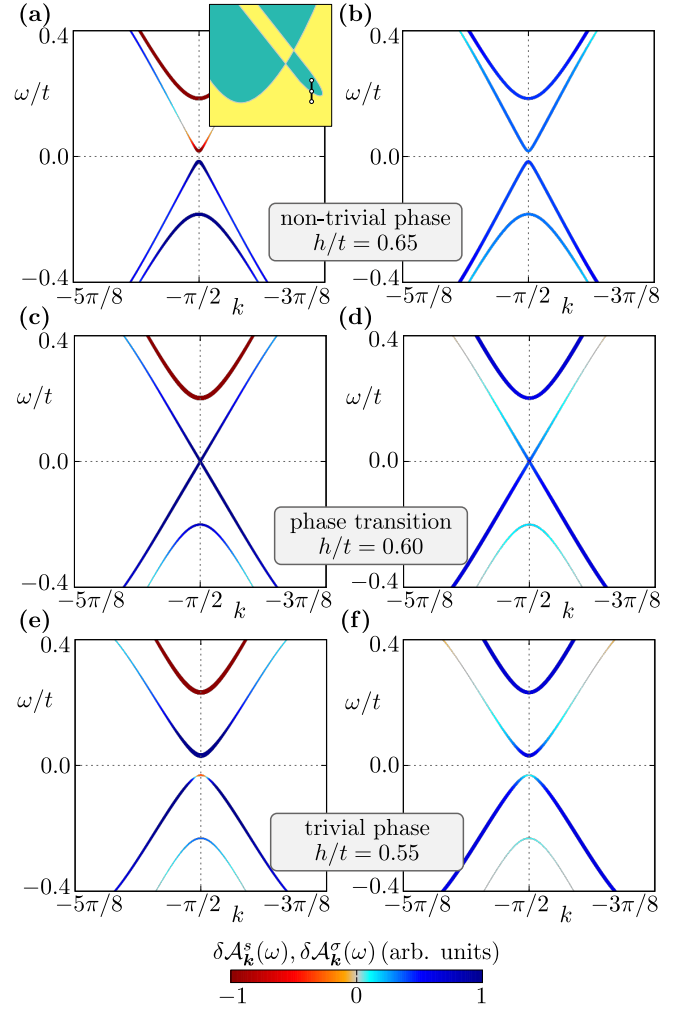 (a)
(b)
0.4
ω/t
0.0
−0.4
−5π/8
−π/2
k
−3π/8
0.4
ω/t
0.0
−0.4
−5π/8
−π/2
k
−3π/8
non-trivial phase
h/t = 0.65
(c)
(d)
0.4
ω/t
0.0
−0.4
−5π/8
−π/2
k
−3π/8
0.4
ω/t
0.0
−0.4
−5π/8
−π/2
k
−3π/8
phase transition
h/t = 0.60
(e)
(f)
0.4
ω/t
0.0
−0.4
−5π/8
−π/2
k
−3π/8
0.4
ω/t
0.0
−0.4
−5π/8
−π/2
k
−3π/8
trivial phase
h/t = 0.55
δ𝒜ˢₖ(ω), δ𝒜^σₖ(ω) (arb. units)
−1 0 1